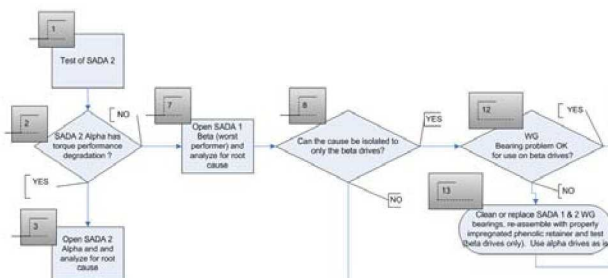 1
Test of SADA 2
2
SADA 2 Alpha has
torque performance
degradation ?
NO
YES
3
Open SADA 2
Alpha and and
analyze for root
cause
7
Open SADA 1
Beta (worst
performer) and
analyze for root
cause
8
Can the cause be isolated to
only the beta drives?
YES
NO
12
WG
Bearing problem OK
for use on beta drives?
YES
NO
13
Clean or replace SADA 1 & 2 WG
bearings, re-assemble with properly
impregnated phenolic retainer and test
(beta drives only). Use alpha drives as i